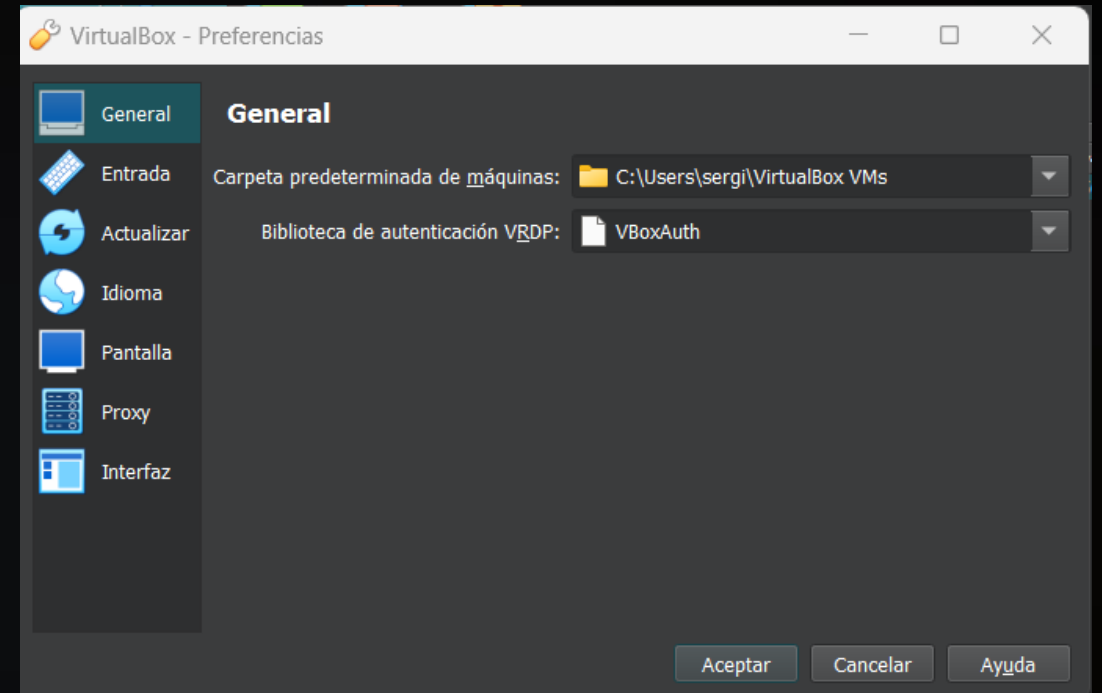 VirtualBox - Preferencias
General
Entrada
Actualizar
Idioma
Pantalla
Proxy
Interfaz
General
Carpeta predeterminada de máquinas: C:\Users\sergi\VirtualBox VMs
Biblioteca de autenticación VRDP: VBoxAuth
Aceptar Cancelar Ayuda